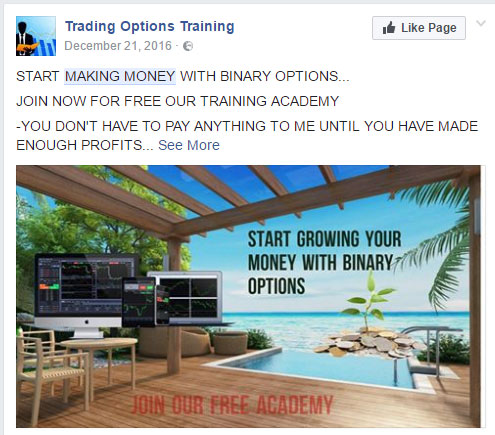 Trading Options Training
Like Page
December 21, 2016 ·
START MAKING MONEY WITH BINARY OPTIONS...
JOIN NOW FOR FREE OUR TRAINING ACADEMY
-YOU DON'T HAVE TO PAY ANYTHING TO ME UNTIL YOU HAVE MADE
ENOUGH PROFITS... See More
START GROWING YOUR
MONEY WITH BINARY
OPTIONS
JOIN OUR FREE ACADEMY